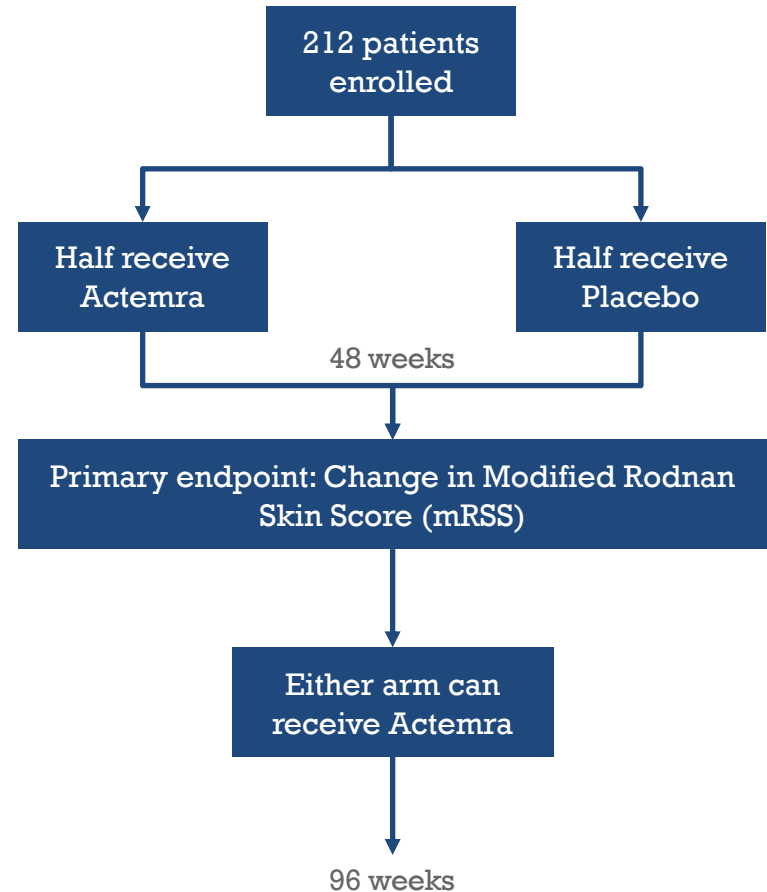 212 patients
enrolled
Half receive
Actemra
Half receive
Placebo
48 weeks
Primary endpoint: Change in Modified Rodnan
Skin Score (mRSS)
Either arm can
receive Actemra
96 weeks